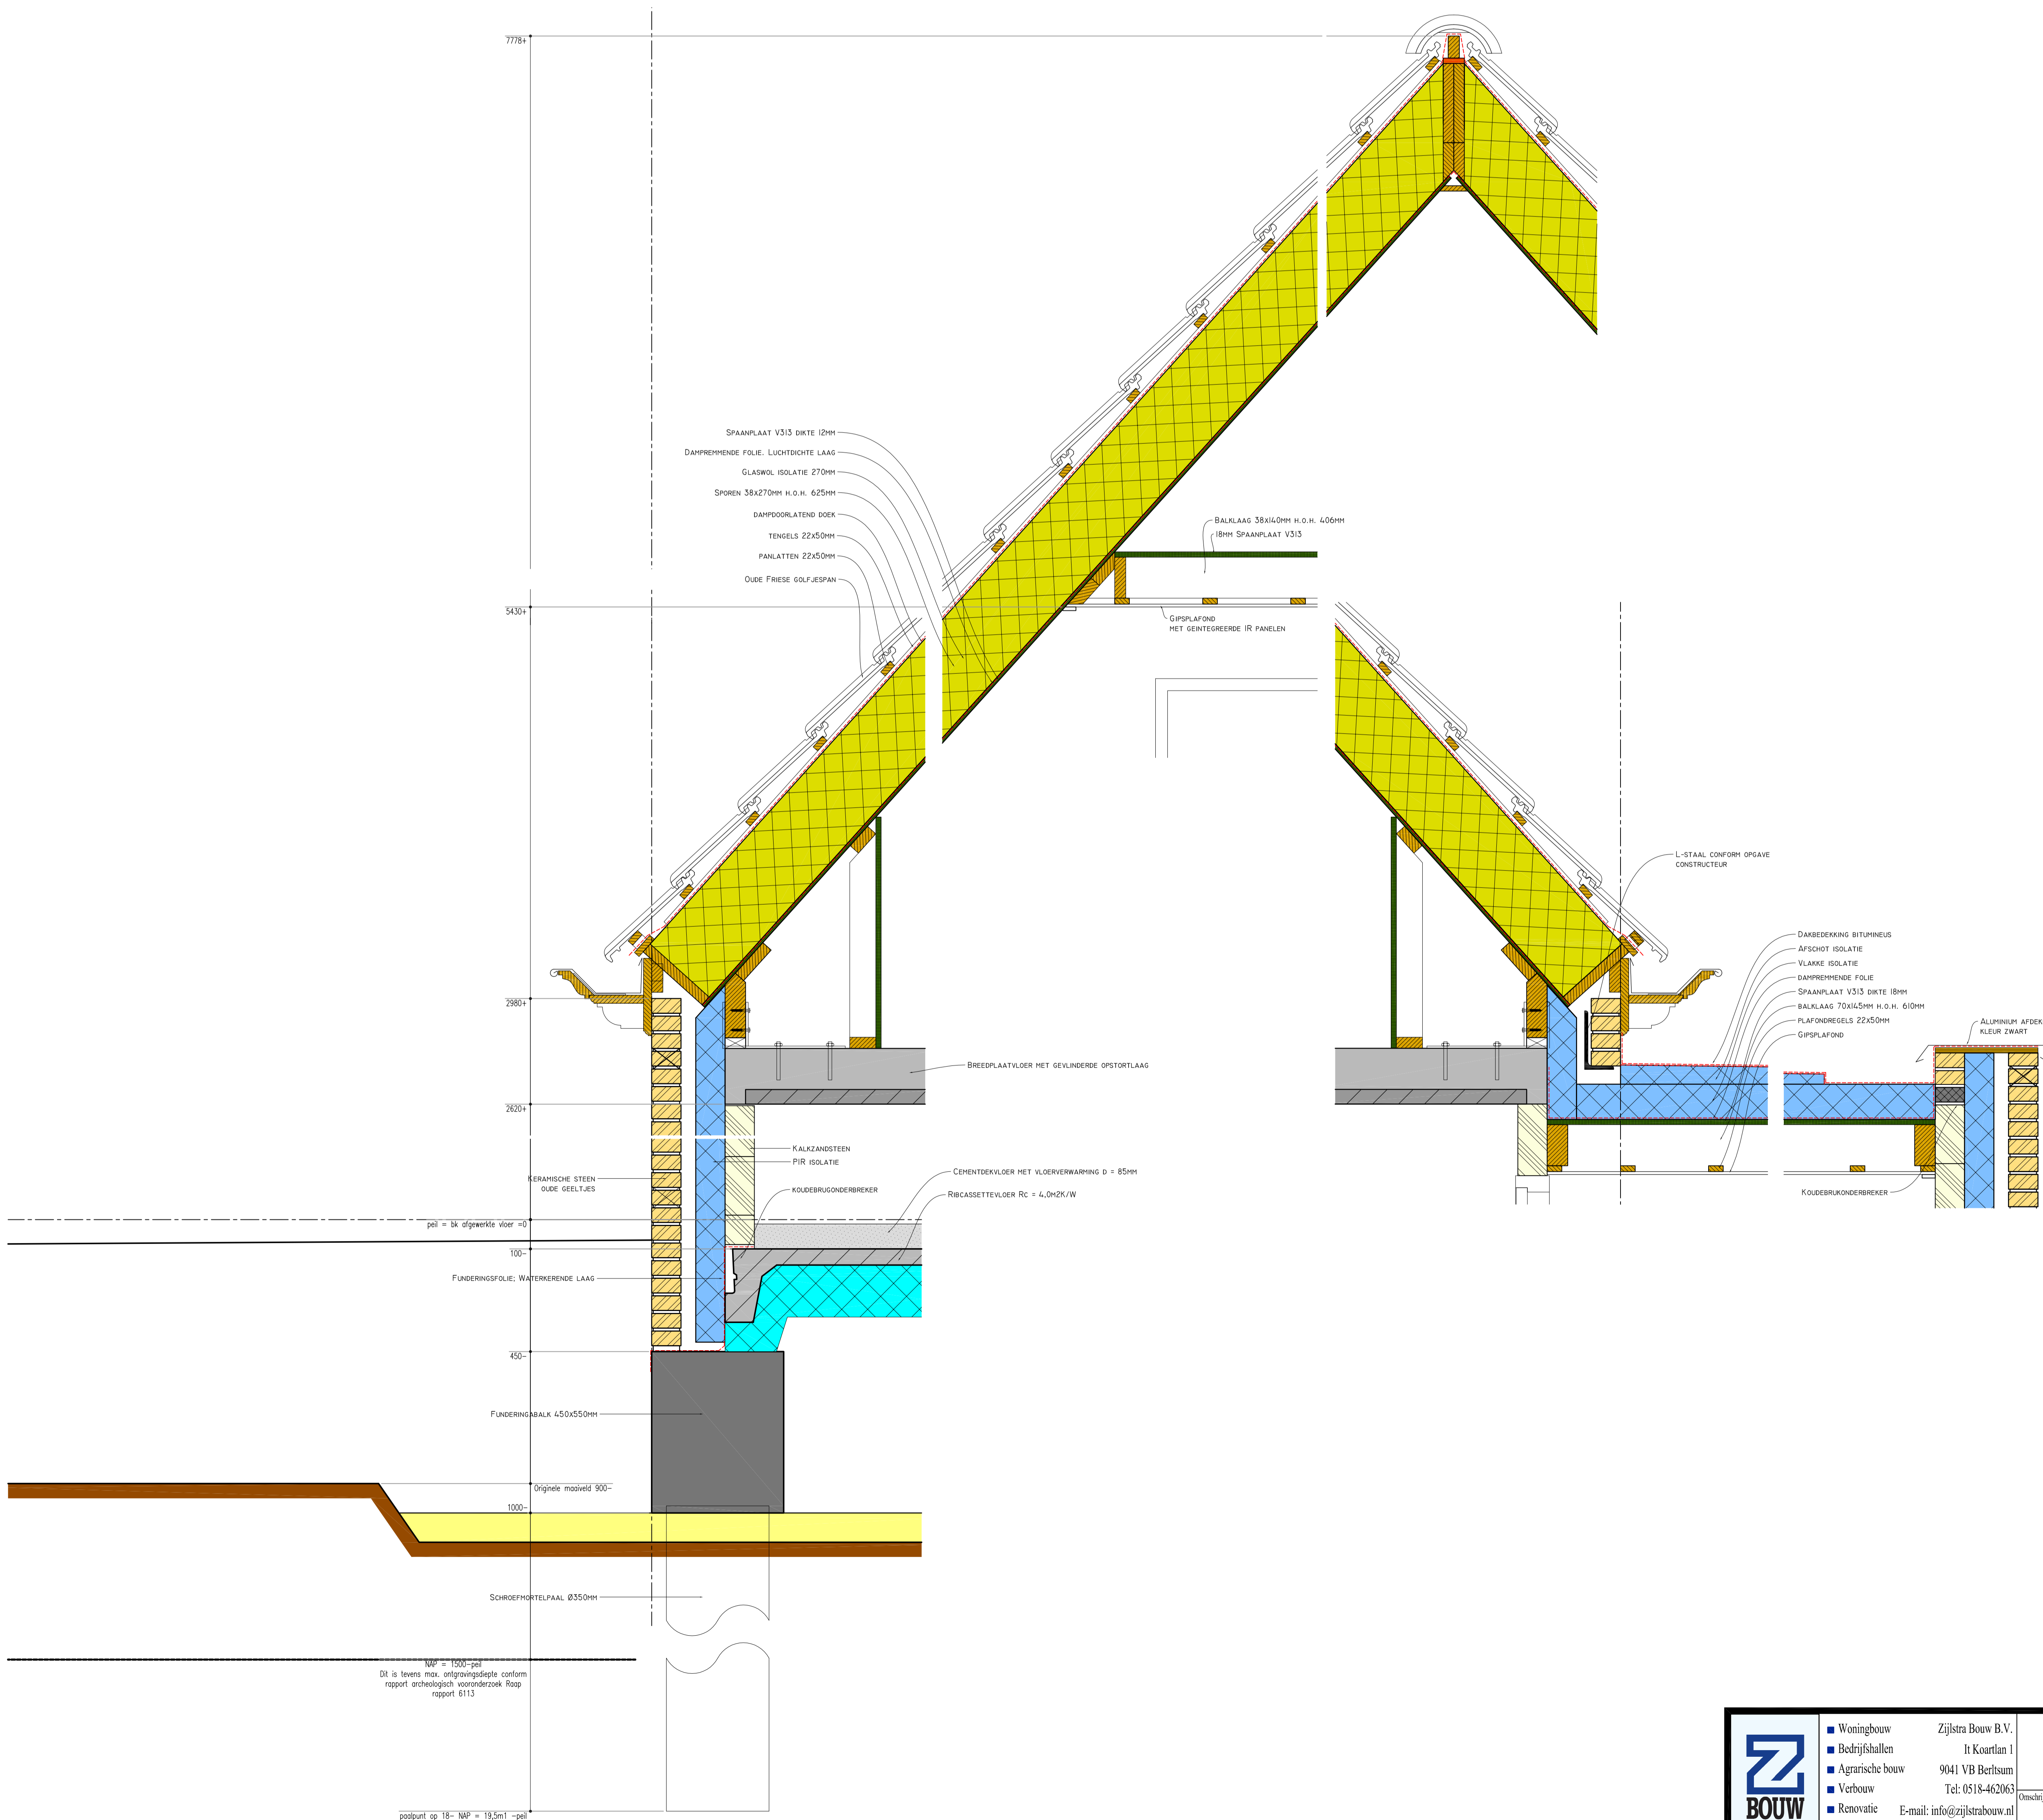 7778+
SPAANPLAAT V313 DIKTE 12MM
DAMPREMMENDE FOLIE. LUCHTDICHTE LAAG
GLASWOL ISOLATIE 270MM
SPOREN 38X270MM H.O.H. 625MM
DAMPDOORLATEND DOEK
TENGELS 22X50MM
PANLATTEN 22X50MM
OUDE FRIESE GOLFJESPAN
BALKLAAG 38X140MM H.O.H. 406MM
18MM SPAANPLAAT V313
5430+
GIPSPLAFOND
MET GEINTEGREERDE IR PANELEN
L-STAAL CONFORM OPGAVE
CONSTRUCTEUR
DAKBEDEKKING BITUMINEUS
AFSCHOT ISOLATIE
VLAKKE ISOLATIE
DAMPREMMENDE FOLIE
SPAANPLAAT V313 DIKTE 18MM
BALKLAAG 70X145MM H.O.H. 610MM
PLAFONDREGELS 22X50MM
GIPSPLAFOND
ALUMINIUM AFDEK
KLEUR ZWART
2980+
BREEDPLAATVLOER MET GEVLINDERDE OPSTORTLAAG
2620+
KALKZANDSTEEN
PIR ISOLATIE
KERAMISCHE STEEN
OUDE GEELTJES
KOUDEBRUGONDERBREKER
CEMENTDEKVLOER MET VLOERVERWARMING D = 85MM
RIBCASSETTEVLOER RC = 4.0M2K/W
KOUDEBRUKONDERBREKER
peil = bk afgewerkte vloer =0
100-
FUNDERINGSFOLIE; WATERKERENDE LAAG
450-
FUNDERINGABALK 450X550MM
Originele maaiveld 900-
1000-
SCHROEFMORTELPAAL Ø350MM
NAP = 1500-peil
Dit is tevens max. ontgravingsdiepte conform
rapport archeologisch vooronderzoek Raap
rapport 6113
paalpunt op 18- NAP = 19,5m1 -peil
BOUW
Woningbouw
Bedrijfshallen
Agrarische bouw
Verbouw
Renovatie
Zijlstra Bouw B.V.
It Koartlan 1
9041 VB Berltsum
Tel: 0518-462063
E-mail: info@zijlstrabouw.nl